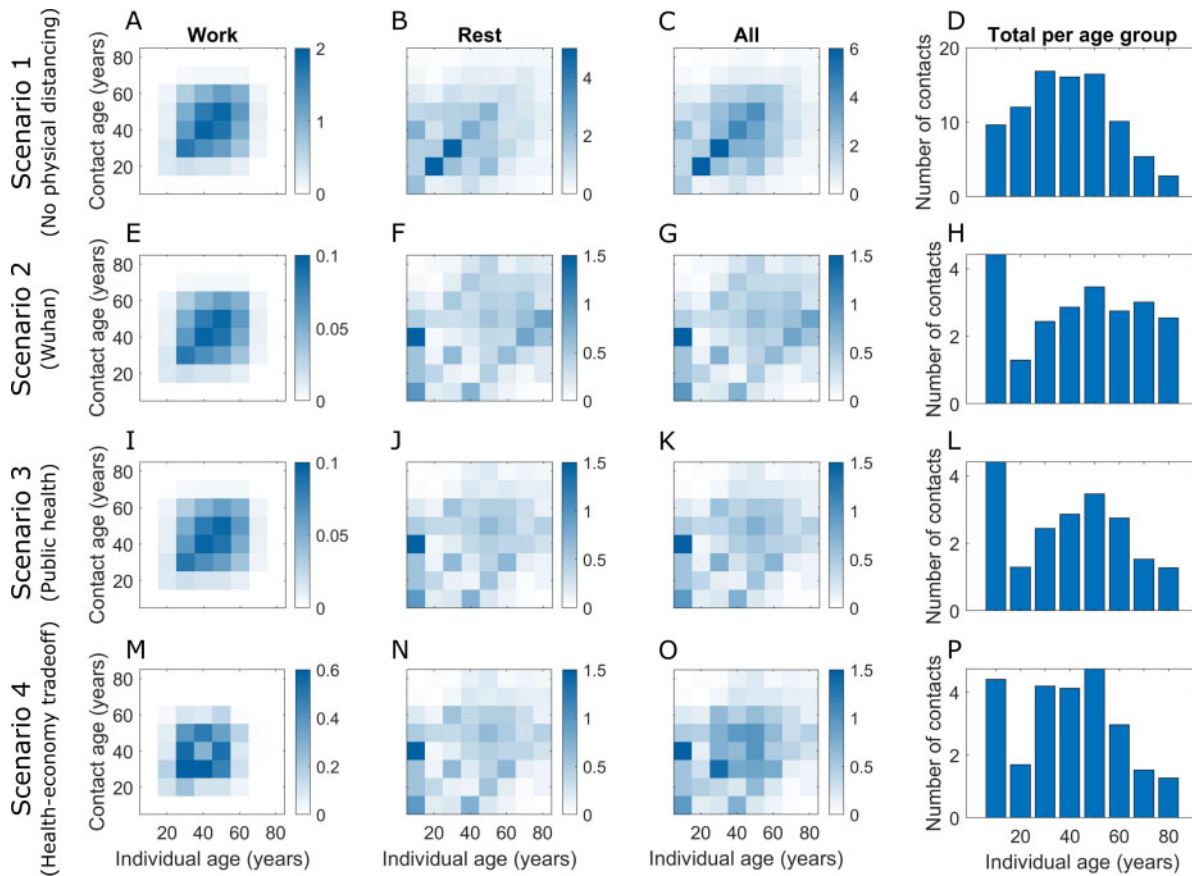 A
B
C
D
Work
Rest
All
Total per age group
Scenario 1
(No physical distancing)
Contact age (years)
80
60
40
20
2
1
0
4
2
0
6
4
2
0
Number of contacts
20
10
0
E
F
G
H
Scenario 2
(Wuhan)
Contact age (years)
80
60
40
20
0.1
0.05
0
1.5
1
0.5
0
1.5
1
0.5
0
Number of contacts
4
2
0
I
J
K
L
Scenario 3
(Public health)
Contact age (years)
80
60
40
20
0.1
0.05
0
1.5
1
0.5
0
1.5
1
0.5
0
Number of contacts
4
2
0
M
N
O
P
Scenario 4
(Health-economy tradeoff)
Contact age (years)
80
60
40
20
0.6
0.4
0.2
0
1.5
1
0.5
0
1.5
1
0.5
0
Number of contacts
4
2
0
20 40 60 80
20 40 60 80
20 40 60 80
20 40 60 80
Individual age (years)
Individual age (years)
Individual age (years)
Individual age (years)